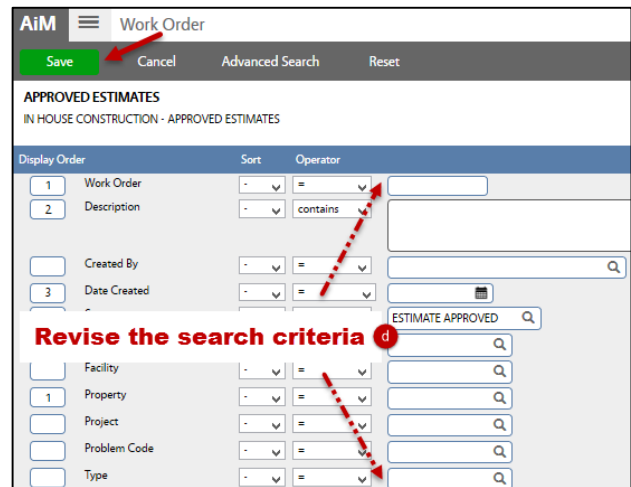 AiM Work Order
Save Cancel Advanced Search Reset
APPROVED ESTIMATES
IN HOUSE CONSTRUCTION - APPROVED ESTIMATES
Display Order Sort Operator
1 Work Order - =
2 Description - contains
Created By - =
3 Date Created - =
ESTIMATE APPROVED
Revise the search criteria d
Facility - =
1 Property - =
Project - =
Problem Code - =
Type - =